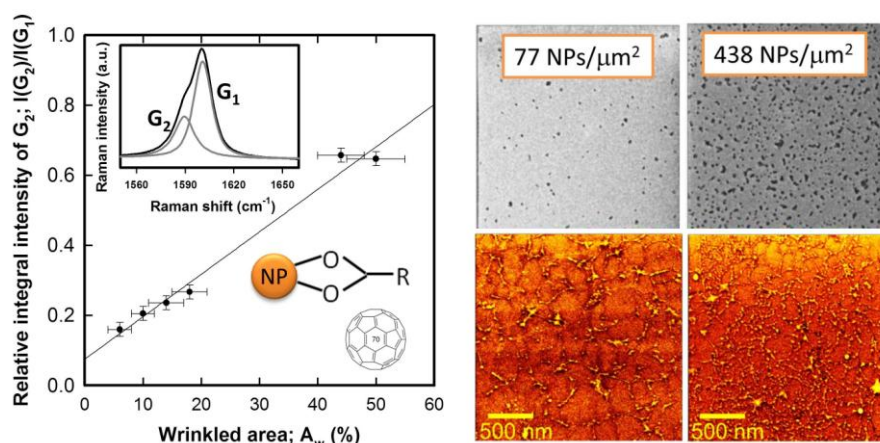 Relative integral intensity of G2; I(G2)/I(G1)
1.0
0.8
0.6
0.4
0.2
0.0
Raman intensity (a.u.)
G2
G1
1560 1590 1620 1650
Raman shift (cm-1)
NP
O
O
R
70
0 10 20 30 40 50 60
Wrinkled area; Aw (%)
77 NPs/μm2
438 NPs/μm2
500 nm
500 nm